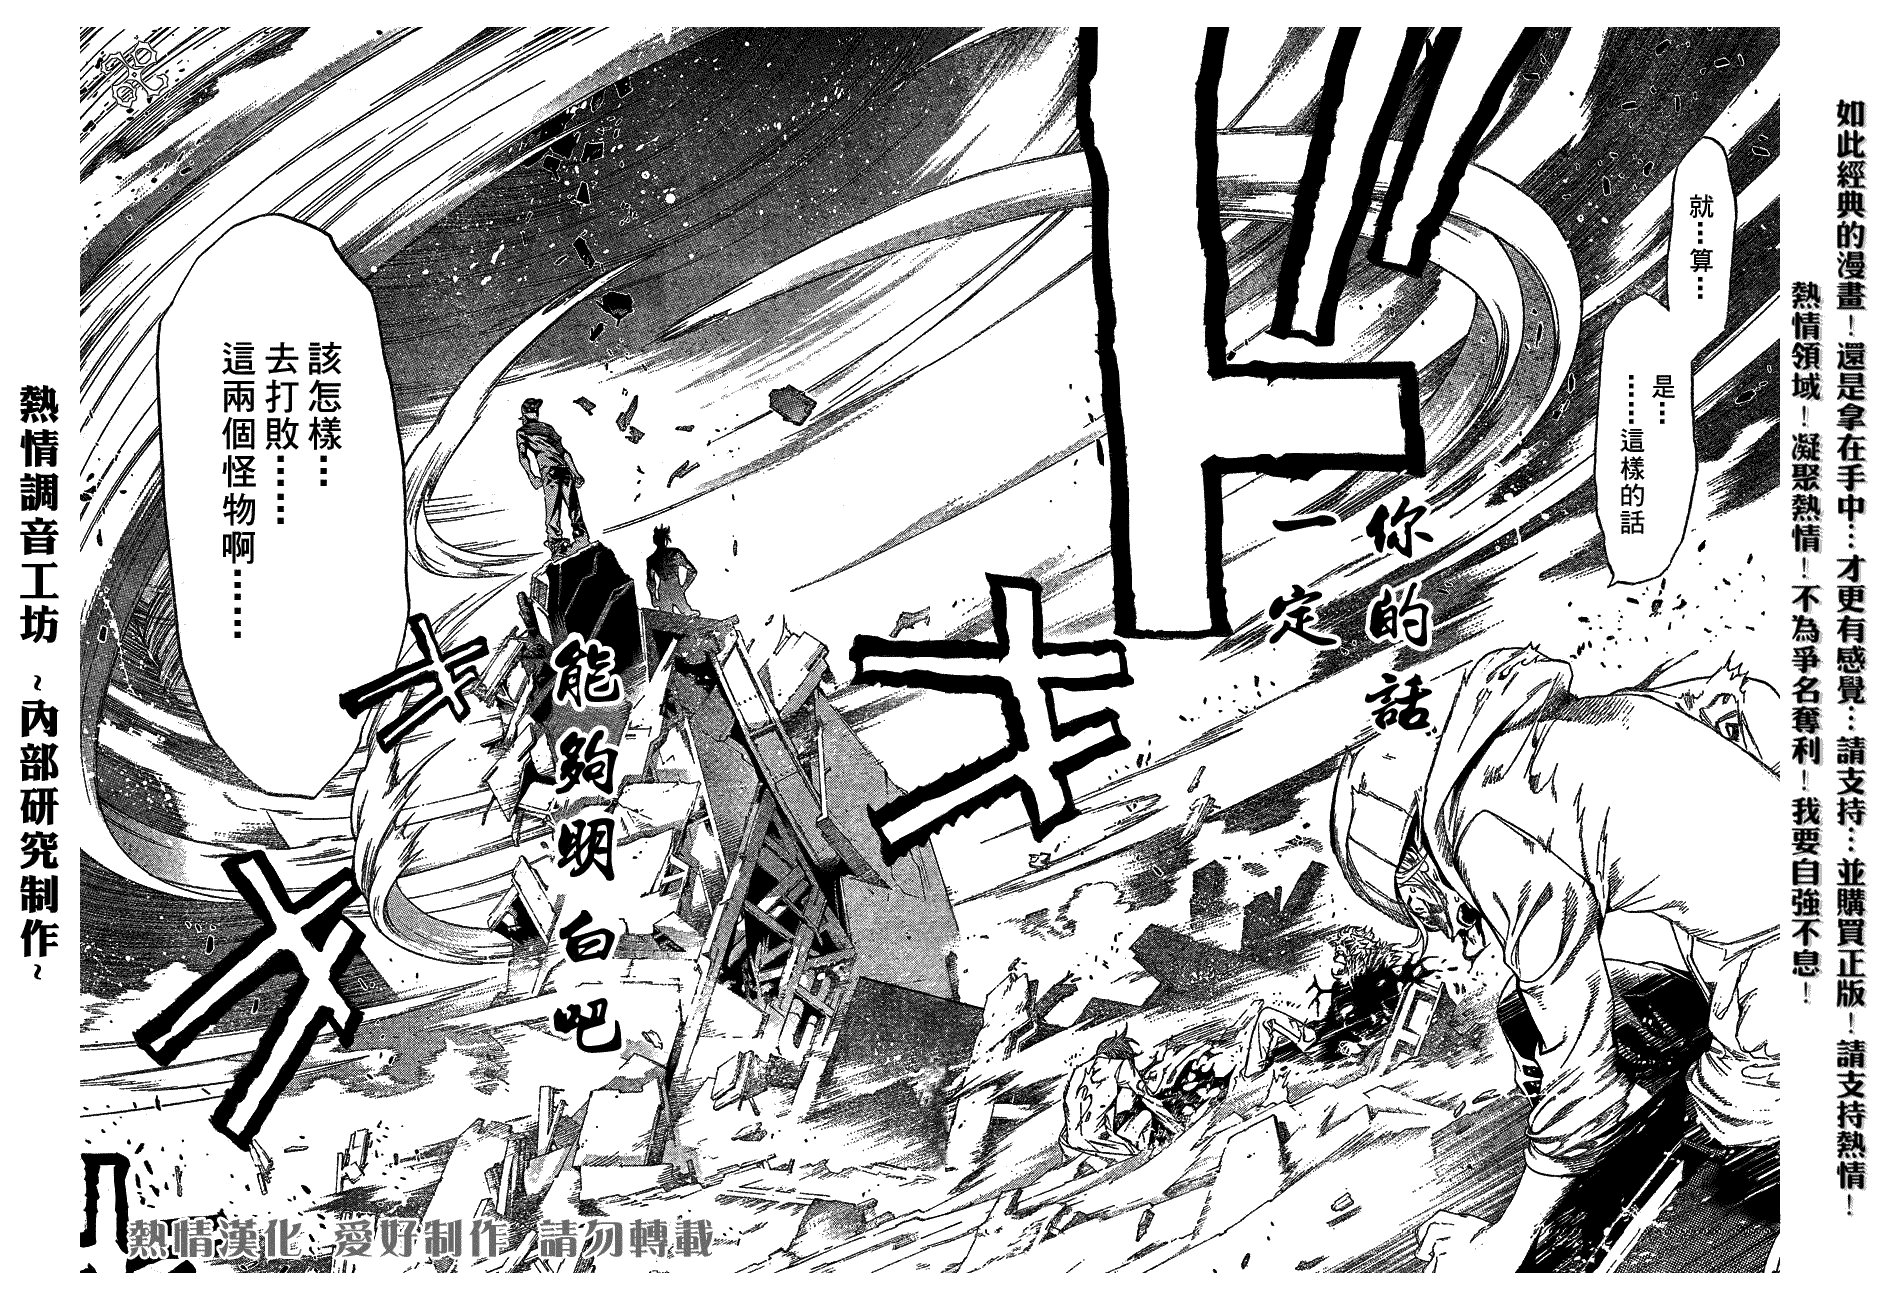 如此經典的漫畫！還是拿在手中…才更有感覺…請支持…並購買正版！請支持熱情！
熱情領域！凝聚熱情！不為爭名奪利！我要自強不息！
就…算…
是…
……這樣的話
ドキ
キキ
你的話
一定
能夠明白吧
該怎樣…
去打敗……
這兩個怪物啊……
熱情調音工坊 ~內部研究制作~
熱情漢化 愛好制作 請勿轉載